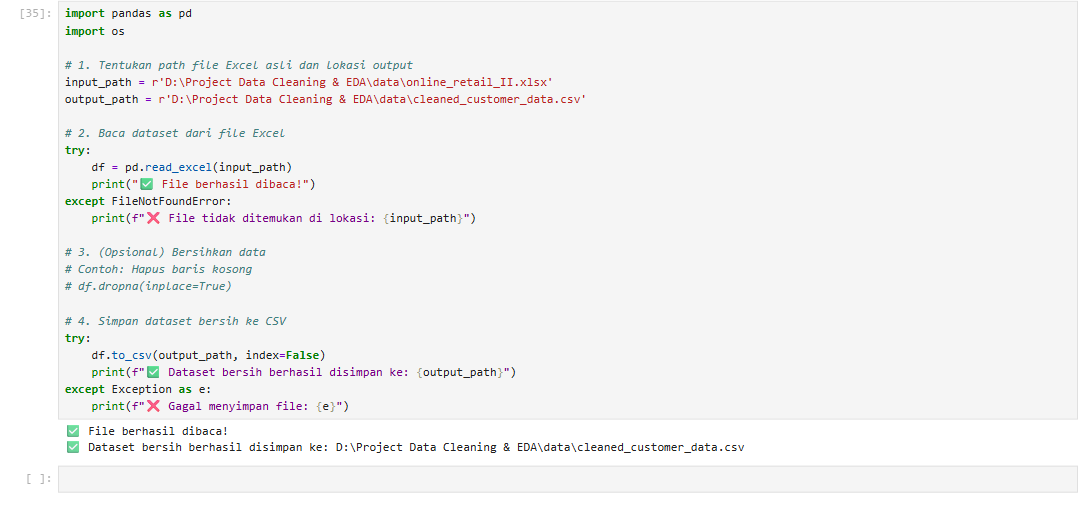 [35]: import pandas as pd
import os
# 1. Tentukan path file Excel asli dan lokasi output
input_path = r'D:\Project Data Cleaning & EDA\data\online_retail_II.xlsx'
output_path = r'D:\Project Data Cleaning & EDA\data\cleaned_customer_data.csv'
# 2. Baca dataset dari file Excel
try:
    df = pd.read_excel(input_path)
    print("✅ File berhasil dibaca!")
except FileNotFoundError:
    print(f"❌ File tidak ditemukan di lokasi: {input_path}")
# 3. (Opsional) Bersihkan data
# Contoh: Hapus baris kosong
# df.dropna(inplace=True)
# 4. Simpan dataset bersih ke CSV
try:
    df.to_csv(output_path, index=False)
    print(f"✅ Dataset bersih berhasil disimpan ke: {output_path}")
except Exception as e:
    print(f"❌ Gagal menyimpan file: {e}")
✅ File berhasil dibaca!
✅ Dataset bersih berhasil disimpan ke: D:\Project Data Cleaning & EDA\data\cleaned_customer_data.csv
[ ]: